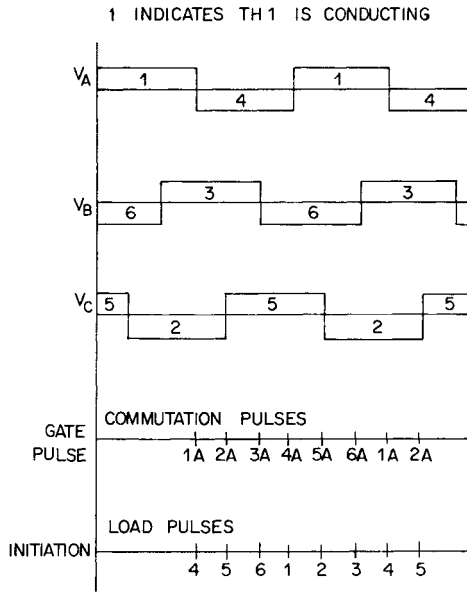 1 INDICATES TH 1 IS CONDUCTING
VA 1 4 1 4
VB 6 3 6 3
VC 5 2 5 2 5
COMMUTATION PULSES
GATE PULSE
1A 2A 3A 4A 5A 6A 1A 2A
LOAD PULSES
INITIATION
4 5 6 1 2 3 4 5